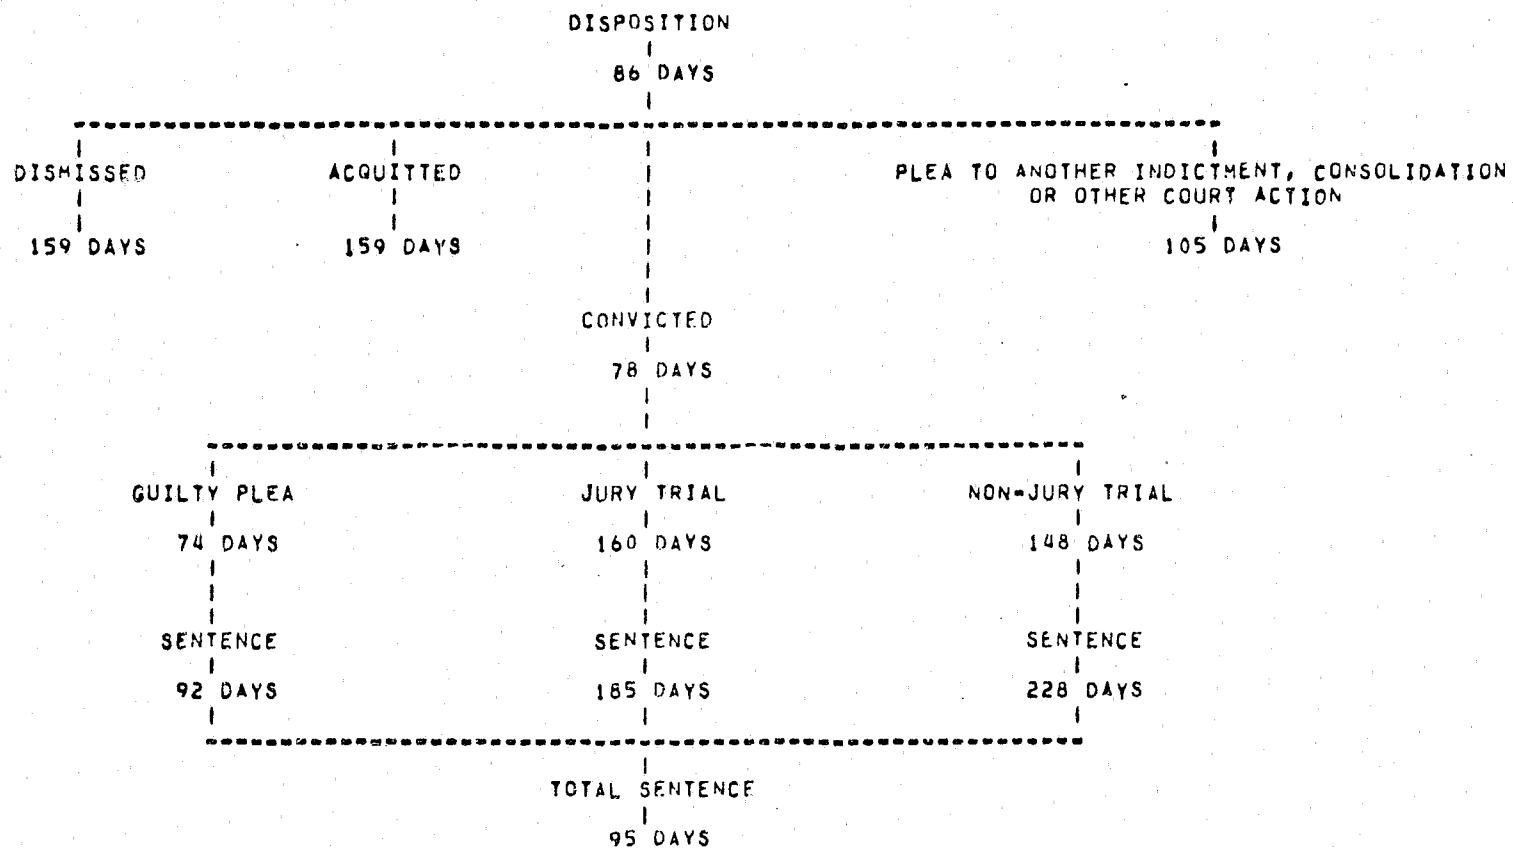 DISPOSITION
86 DAYS
DISMISSED ACQUITTED PLEA TO ANOTHER INDICTMENT, CONSOLIDATION
OR OTHER COURT ACTION
159 DAYS 159 DAYS 105 DAYS
CONVICTED
78 DAYS
GUILTY PLEA JURY TRIAL NON-JURY TRIAL
74 DAYS 160 DAYS 148 DAYS
SENTENCE SENTENCE SENTENCE
92 DAYS 185 DAYS 228 DAYS
TOTAL SENTENCE
95 DAYS